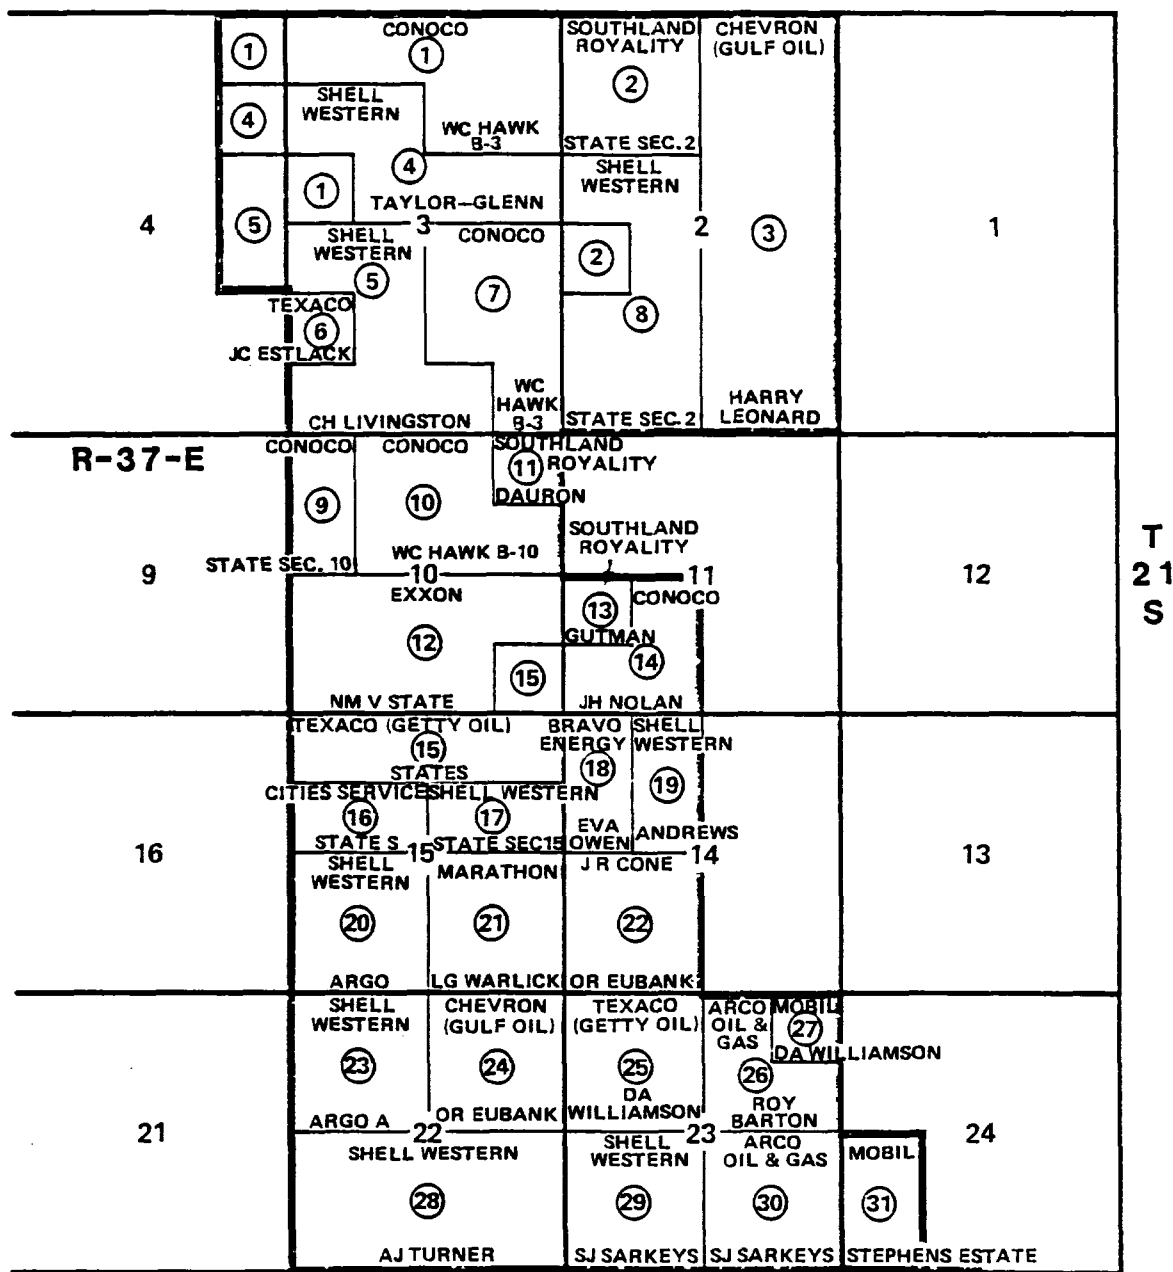 CONOCO
1
1
SOUTHLAND
ROYALITY
2
CHEVRON
(GULF OIL)
4
SHELL
WESTERN
WC HAWK
B-3
STATE SEC. 2
4
1
TAYLOR-GLENN
SHELL
WESTERN
4
5
3
SHELL
WESTERN
5
CONOCO
7
2
2
3
1
8
TEXACO
6
JC ESTLACK
WC
HAWK
B-3
CH LIVINGSTON
STATE SEC. 2
HARRY
LEONARD
R-37-E
CONOCO
9
STATE SEC. 10
CONOCO
10
WC HAWK B-10
SOUTHLAND
11
ROYALITY
DAURON
SOUTHLAND
ROYALITY
9
10
11
12
T
21
S
EXXON
12
NM V STATE
13
GUTMAN
CONOCO
14
15
JH NOLAN
TEXACO (GETTY OIL)
15
STATES
BRAVO
ENERGY
18
EVA
OWEN
SHELL
WESTERN
19
ANDREWS
CITIES SERVICE
16
STATE S
SHELL WESTERN
17
STATE SEC15
16
15
14
13
SHELL
WESTERN
20
ARGO
MARATHON
21
LG WARLICK
J R CONE
22
OR EUBANK
SHELL
WESTERN
23
ARGO A
CHEVRON
(GULF OIL)
24
OR EUBANK
TEXACO
(GETTY OIL)
25
DA
WILLIAMSON
ARCO
OIL &
GAS
26
ROY
BARTON
MOBIL
27
DA WILLIAMSON
21
22
23
24
SHELL WESTERN
28
AJ TURNER
SHELL
WESTERN
29
SJ SARKEYS
ARCO
OIL & GAS
30
SJ SARKEYS
MOBIL
31
STEPHENS ESTATE